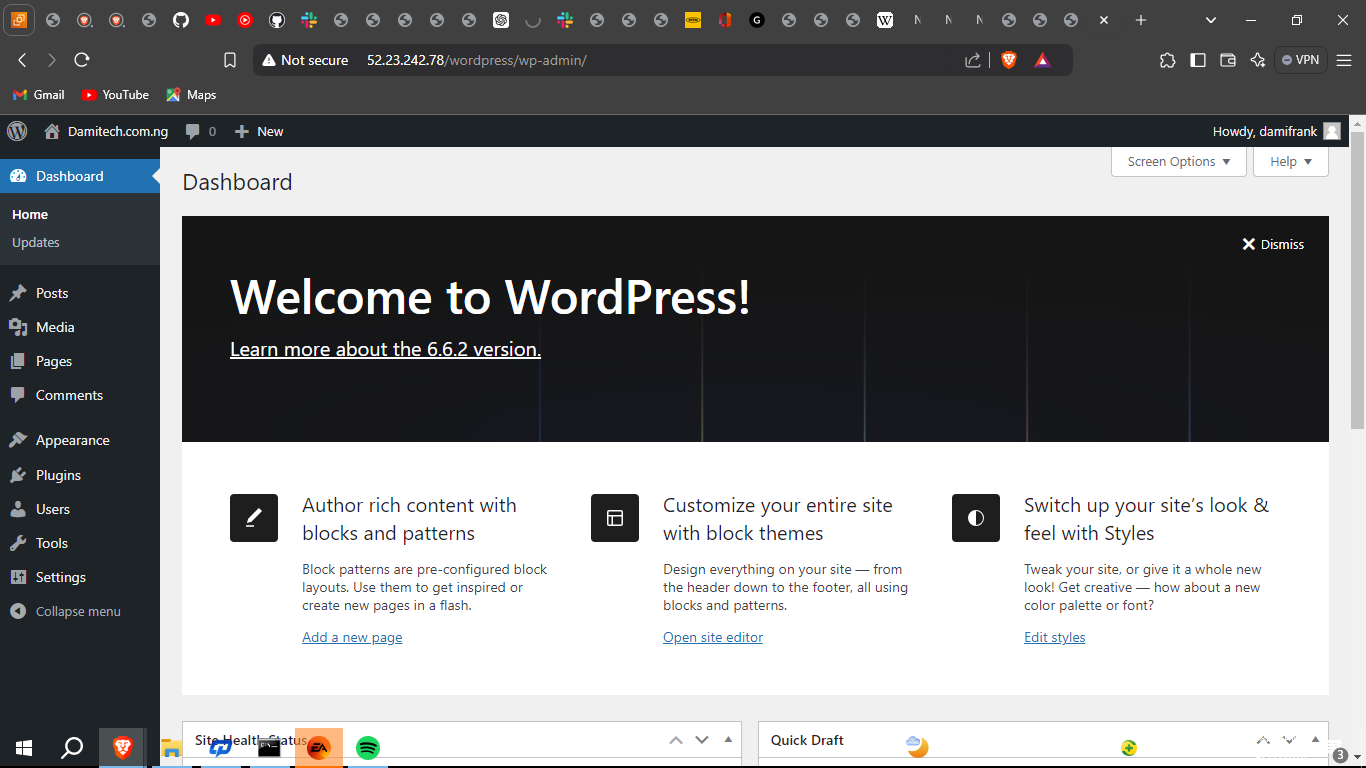 Not secure 52.23.242.78/wordpress/wp-admin/
VPN
Gmail YouTube Maps
Damitech.com.ng 0 New Howdy, damifrank
Screen Options Help
Dashboard
Home
Updates
Posts
Media
Pages
Comments
Appearance
Plugins
Users
Tools
Settings
Collapse menu
Dashboard
Dismiss
Welcome to WordPress!
Learn more about the 6.6.2 version.
Author rich content with
blocks and patterns
Block patterns are pre-configured block
layouts. Use them to get inspired or
create new pages in a flash.
Add a new page
Customize your entire site
with block themes
Design everything on your site — from
the header down to the footer, all using
blocks and patterns.
Open site editor
Switch up your site’s look &
feel with Styles
Tweak your site, or give it a whole new
look! Get creative — how about a new
color palette or font?
Edit styles
Site Health Status
Quick Draft
3